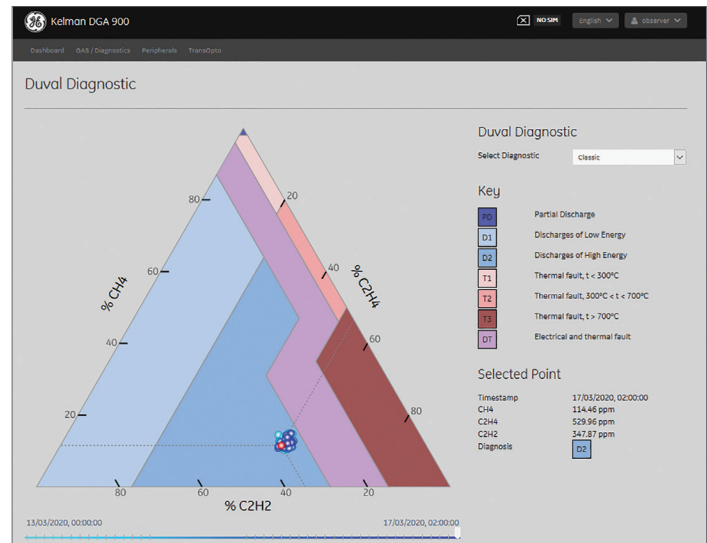 Kelman DGA 900
NO SIM
English
observer
Dashboard GAS / Diagnostics Peripherals TransOpto
Duval Diagnostic
Duval Diagnostic
Select Diagnostic
Classic
Key
PD Partial Discharge
D1 Discharges of Low Energy
D2 Discharges of High Energy
T1 Thermal fault, t < 300°C
T2 Thermal fault, 300°C < t < 700°C
T3 Thermal fault, t > 700°C
DT Electrical and thermal fault
Selected Point
Timestamp 17/03/2020, 02:00:00
CH4 114.46 ppm
C2H4 529.96 ppm
C2H2 347.87 ppm
Diagnosis D2
% CH4
80
60
40
20
% C2H4
20
40
60
80
80 60 40 20
% C2H2
13/03/2020, 00:00:00 17/03/2020, 02:00:00